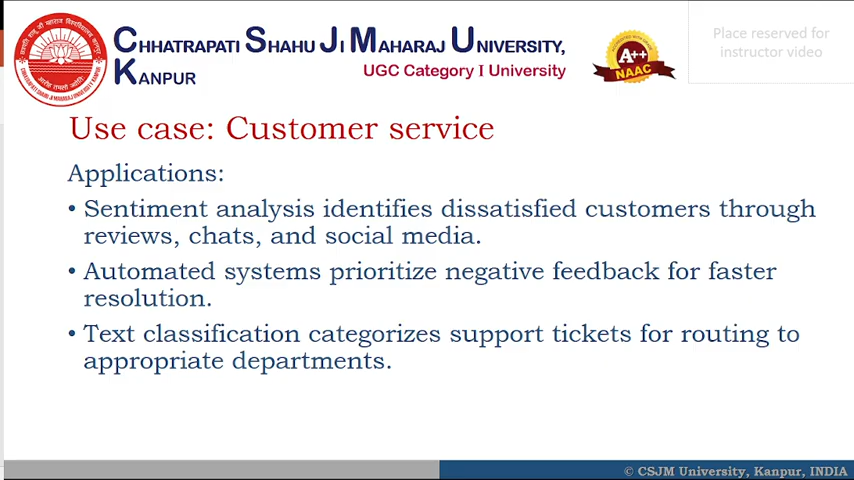 CHHATRAPATI SHAHU JI MAHARAJ UNIVERSITY,
KANPUR
UGC Category I University
A++
NAAC
Place reserved for
instructor video
Use case: Customer service
Applications:
• Sentiment analysis identifies dissatisfied customers through
reviews, chats, and social media.
• Automated systems prioritize negative feedback for faster
resolution.
• Text classification categorizes support tickets for routing to
appropriate departments.
© CSJM University, Kanpur, INDIA